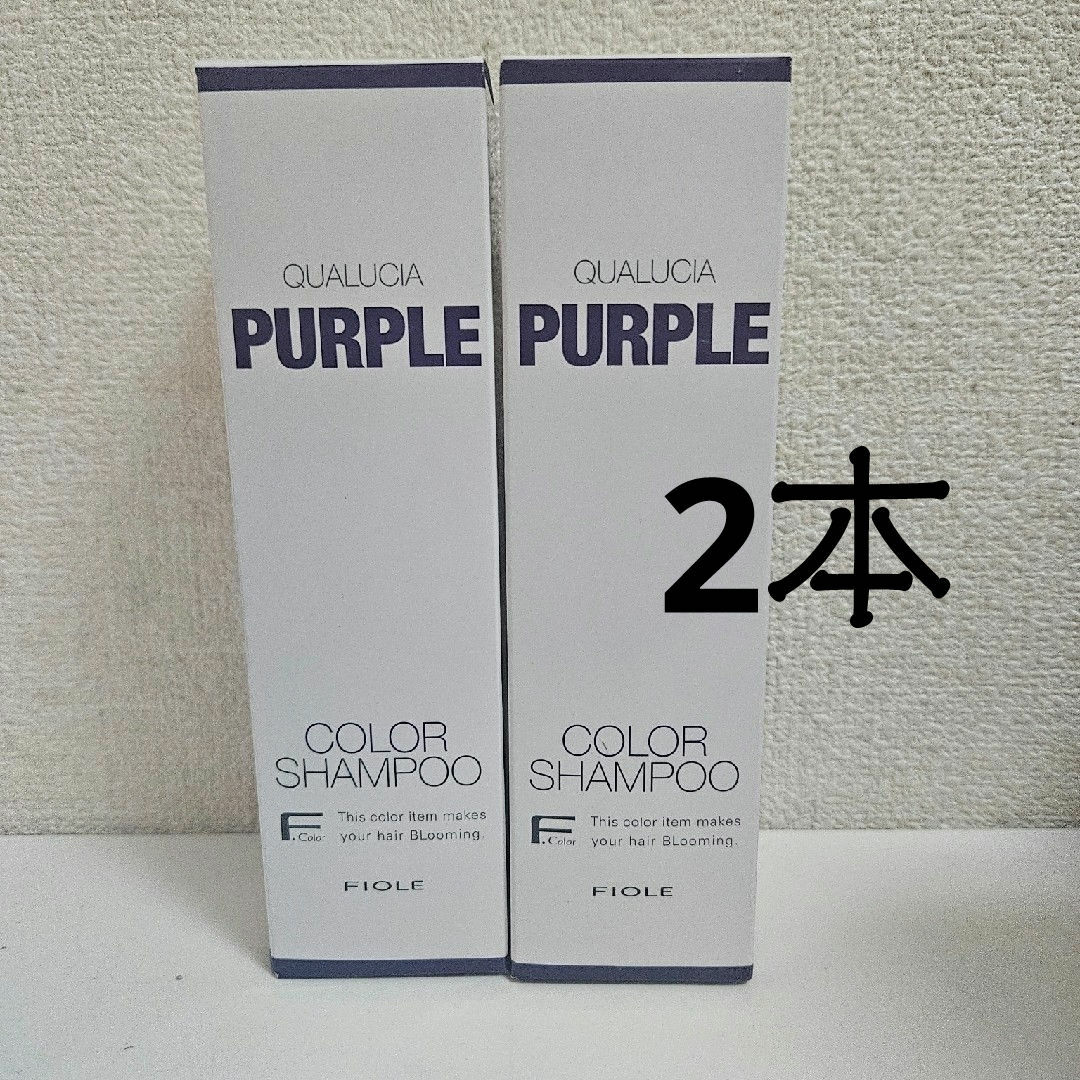 QUALUCIA
PURPLE
COLOR
SHAMPOO
F.Color
This color item makes
your hair BLooming.
FIOLE
QUALUCIA
PURPLE
COLOR
SHAMPOO
F.Color
This color item makes
your hair BLooming.
FIOLE
2本